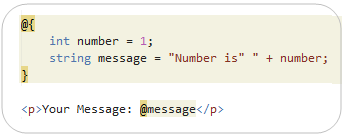 @{
int number = 1;
string message = "Number is" " + number;
}
<p>Your Message: @message</p>